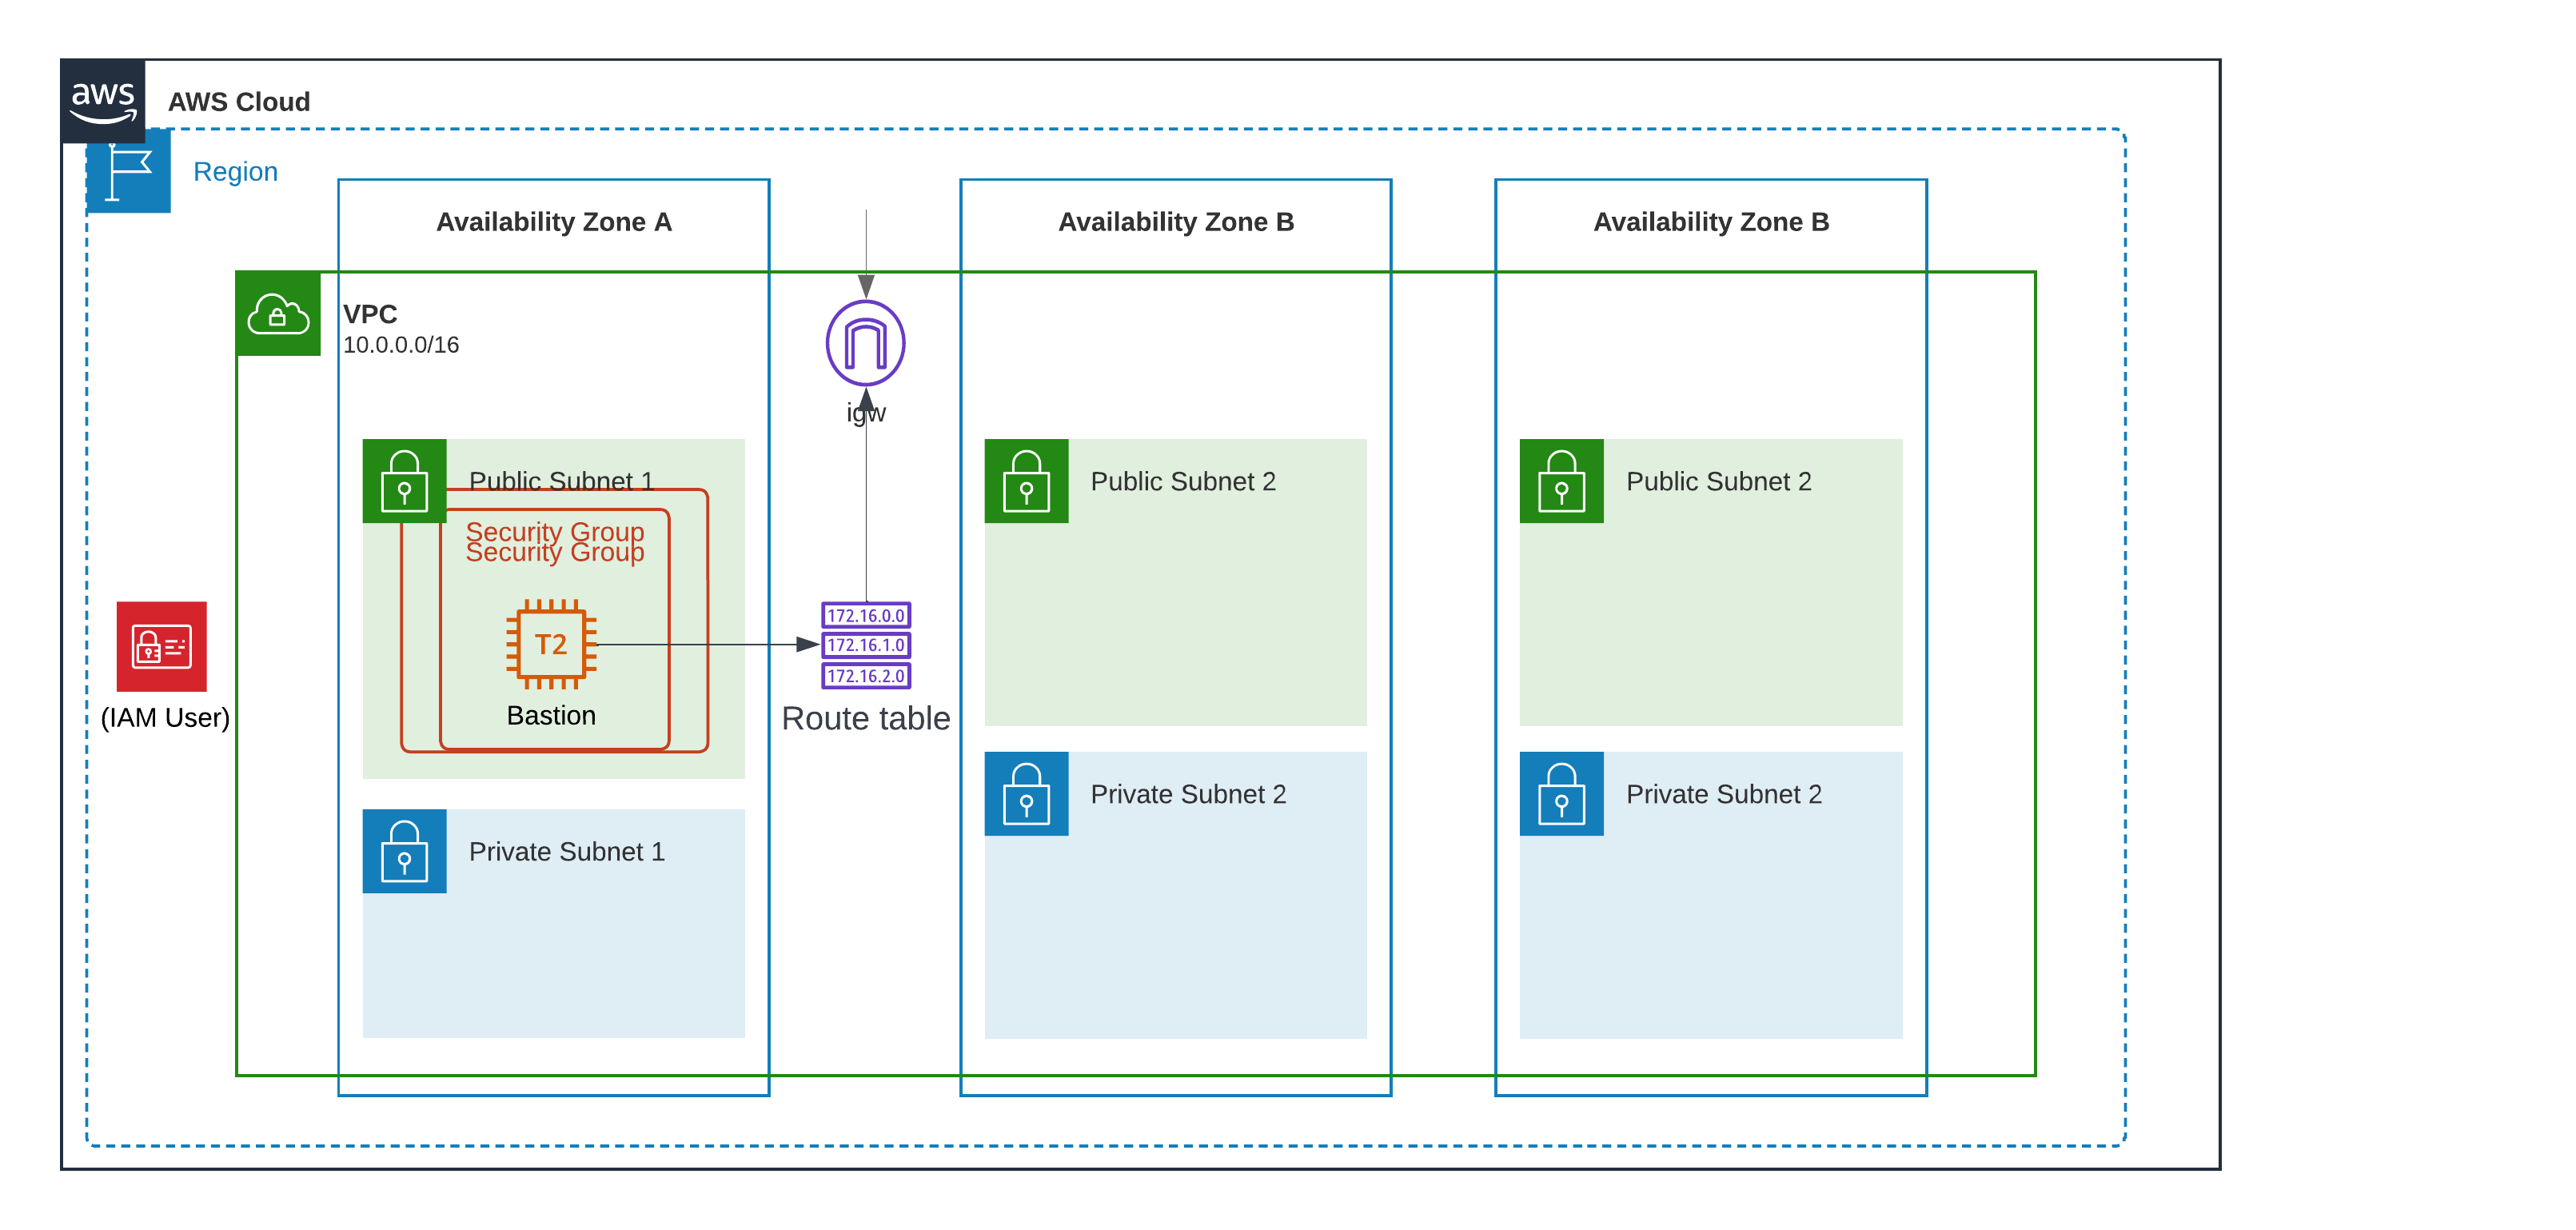 aws
AWS Cloud
Region
Availability Zone A
Availability Zone B
Availability Zone B
VPC
10.0.0.0/16
igw
Public Subnet 1
Public Subnet 2
Public Subnet 2
Security Group
Security Group
T2
Bastion
172.16.0.0
172.16.1.0
172.16.2.0
Route table
(IAM User)
Private Subnet 1
Private Subnet 2
Private Subnet 2